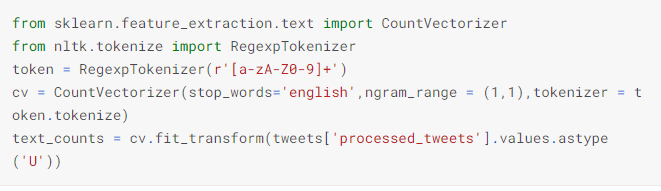 from sklearn.feature_extraction.text import CountVectorizer
from nltk.tokenize import RegexpTokenizer
token = RegexpTokenizer(r'[a-zA-Z0-9]+')
cv = CountVectorizer(stop_words='english',ngram_range = (1,1),tokenizer = t
oken.tokenize)
text_counts = cv.fit_transform(tweets['processed_tweets'].values.astype
('U'))